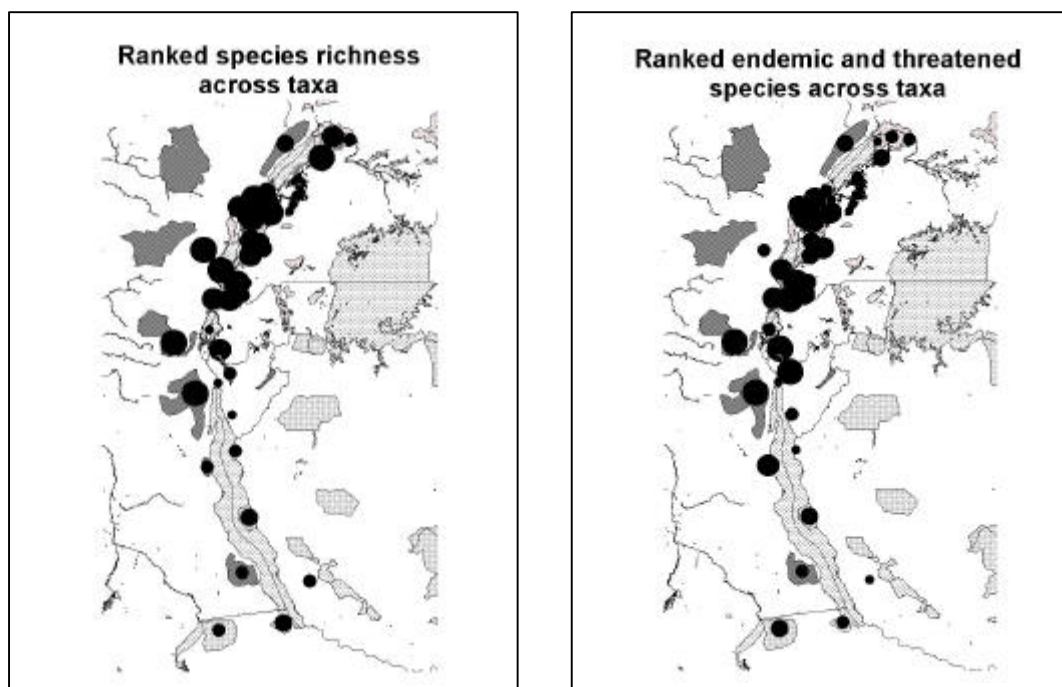 Ranked species richness
across taxa
Ranked endemic and threatened
species across taxa